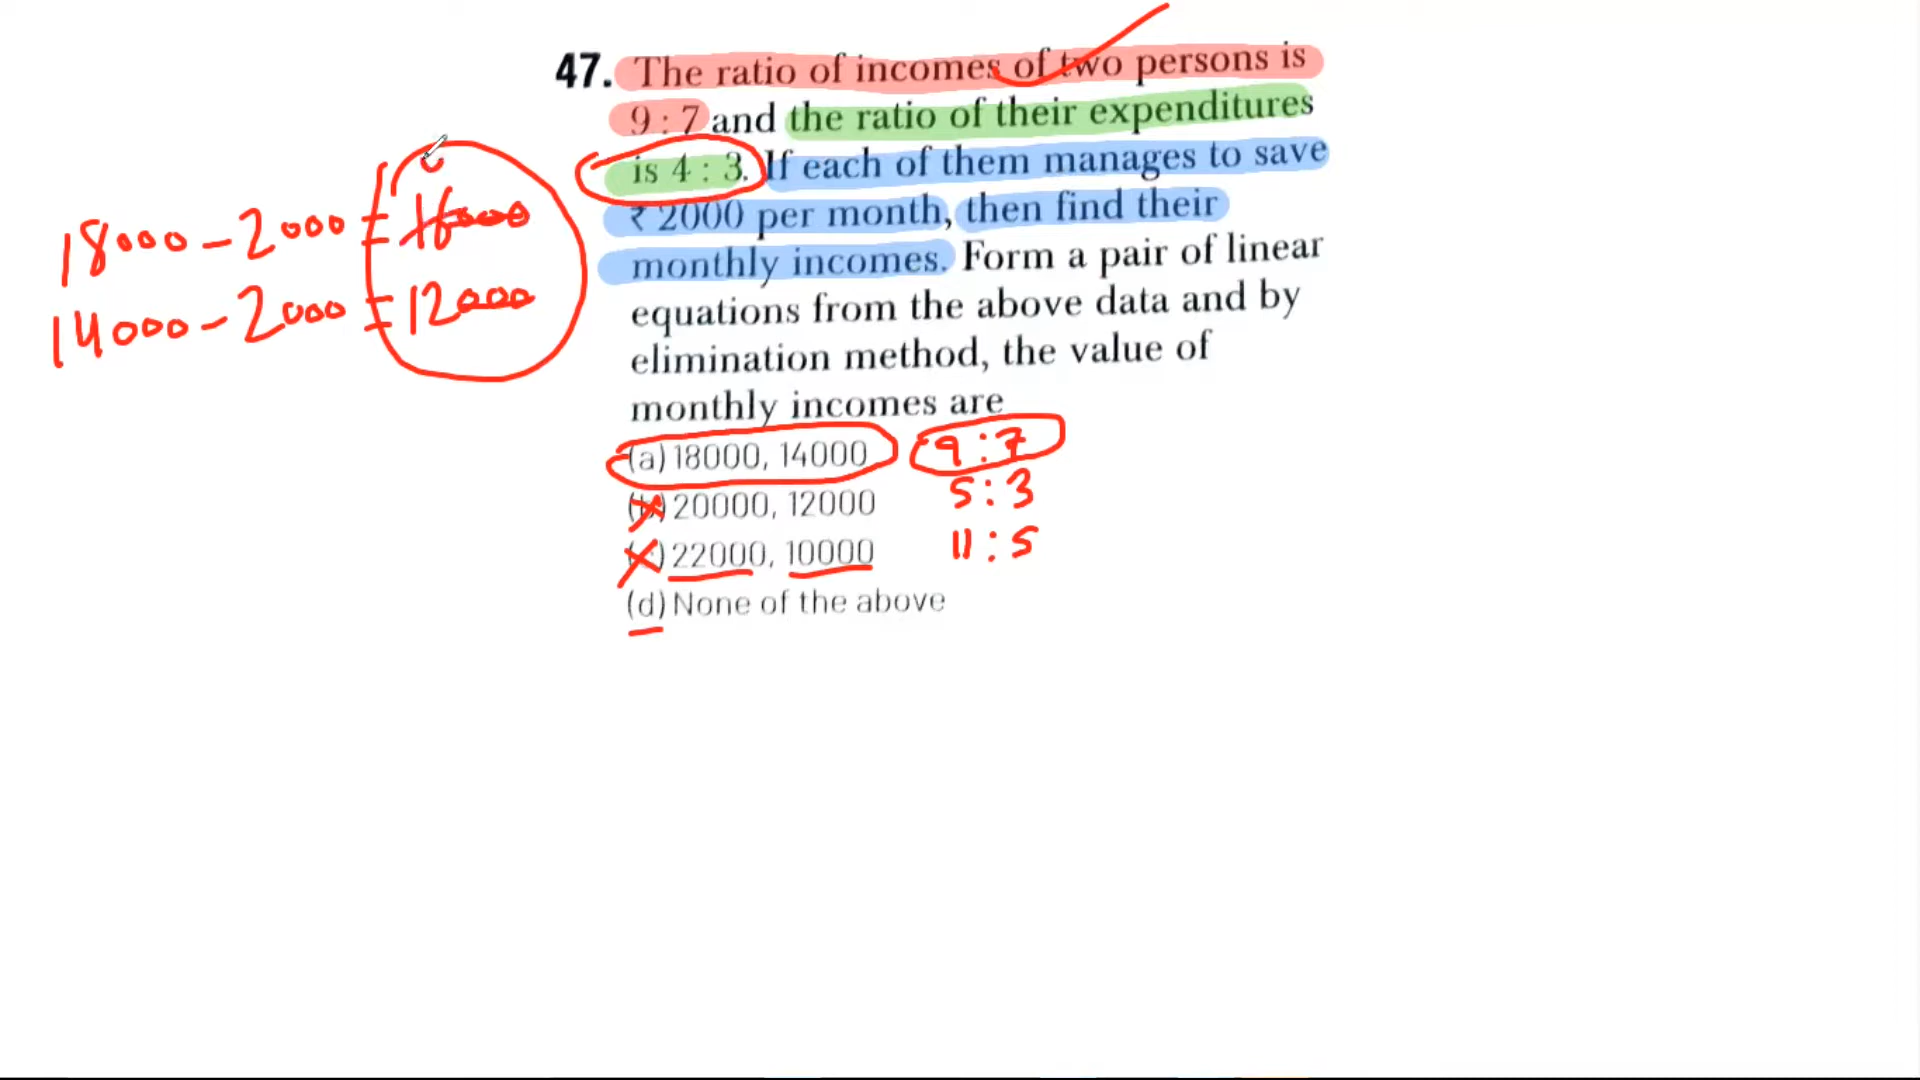 47. The ratio of incomes of two persons is
9 : 7 and the ratio of their expenditures
is 4 : 3. If each of them manages to save
₹ 2000 per month, then find their
monthly incomes. Form a pair of linear
equations from the above data and by
elimination method, the value of
monthly incomes are
(a) 18000, 14000 9 : 7
(b) 20000, 12000 5 : 3
(c) 22000, 10000 11 : 5
(d) None of the above
18000 - 2000 = 16000
14000 - 2000 = 12000